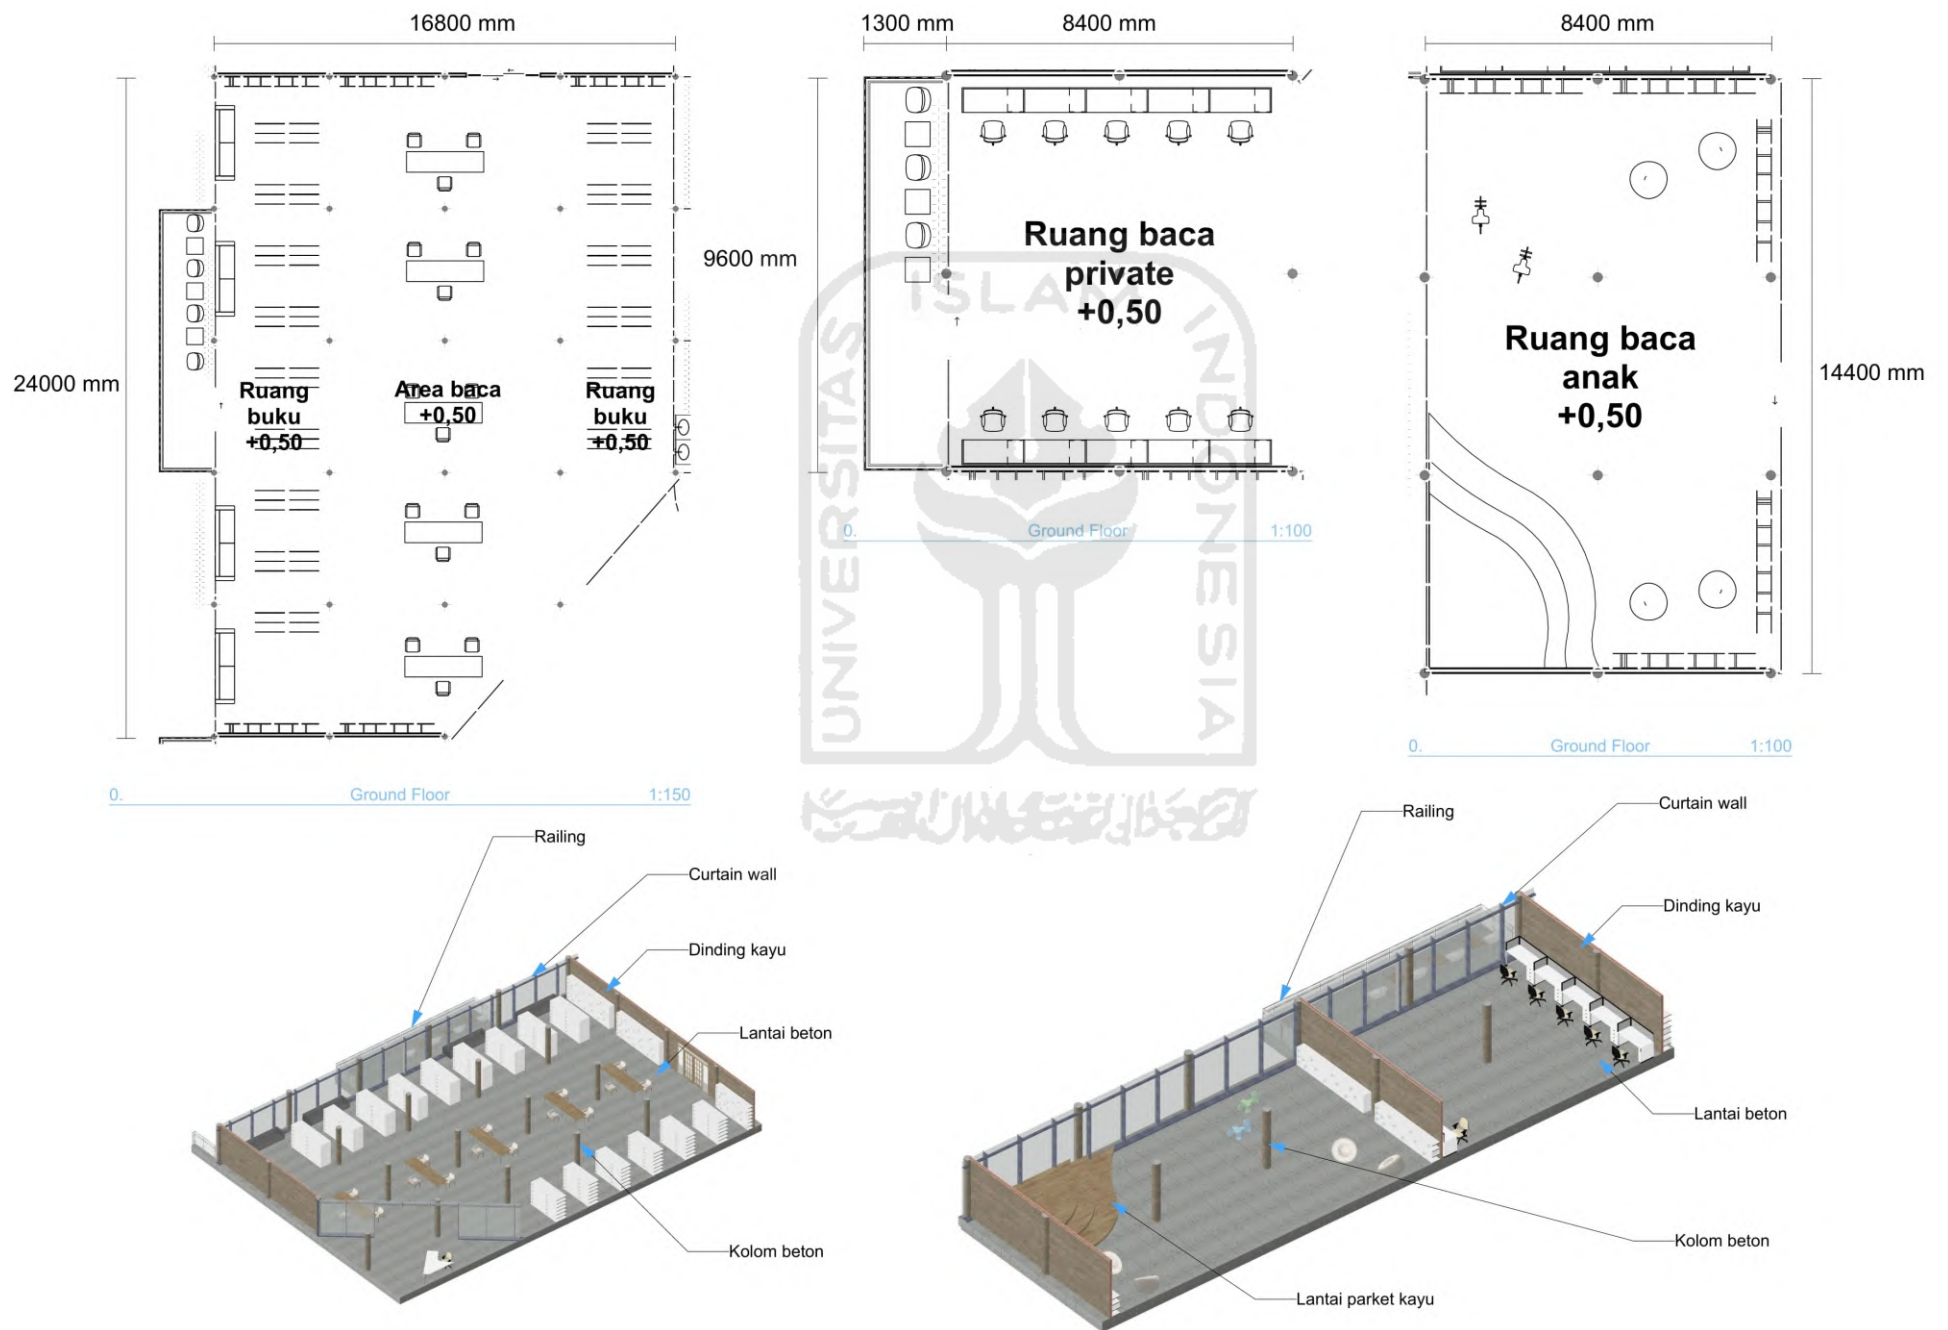 16800 mm
24000 mm
Ruang
buku
+0,50
Area baca
+0,50
Ruang
buku
+0,50
0. Ground Floor 1:150
1300 mm
8400 mm
9600 mm
Ruang baca
private
+0,50
0. Ground Floor 1:100
8400 mm
14400 mm
Ruang baca
anak
+0,50
0. Ground Floor 1:100
UNIVERSITAS
ISLAM
INDONESIA
Railing
Curtain wall
Dinding kayu
Lantai beton
Kolom beton
Railing
Curtain wall
Dinding kayu
Lantai beton
Kolom beton
Lantai parket kayu